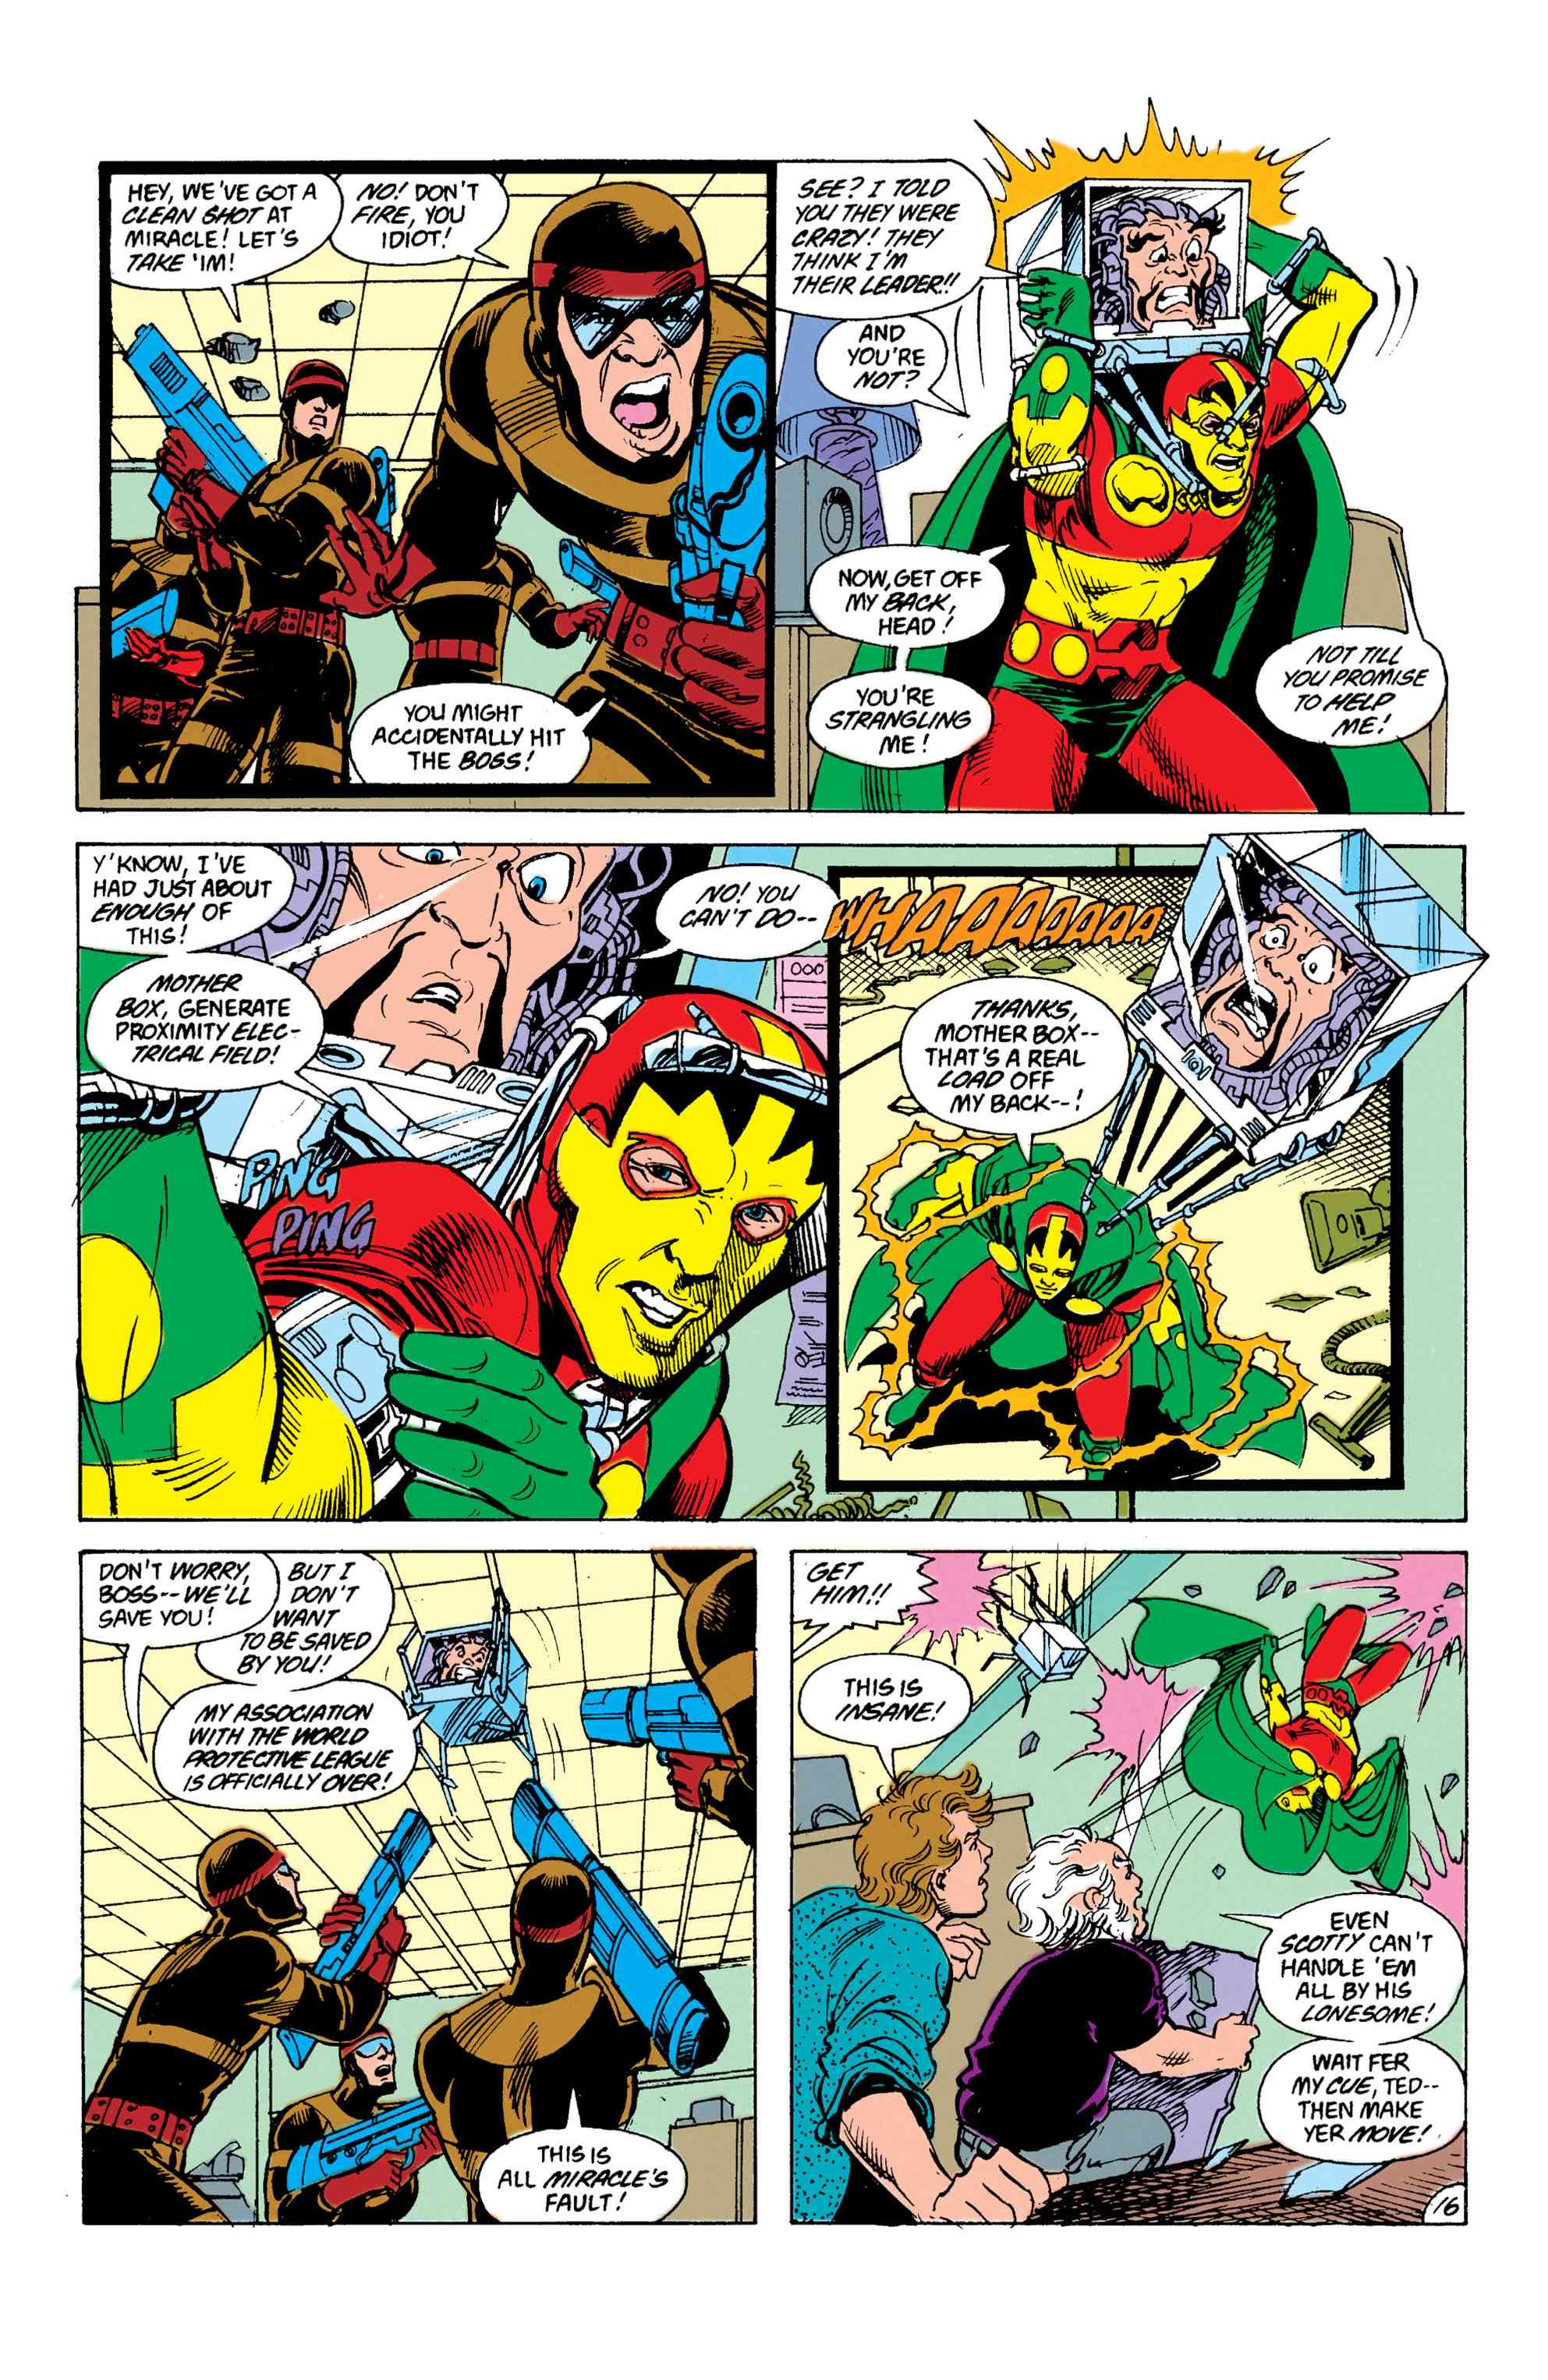 HEY, WE'VE GOT A
CLEAN SHOT AT
MIRACLE! LET'S
TAKE 'IM!
NO! DON'T
FIRE, YOU
IDIOT!
YOU MIGHT
ACCIDENTALLY HIT
THE BOSS!
SEE? I TOLD
YOU THEY WERE
CRAZY! THEY
THINK I'M
THEIR LEADER!!
AND
YOU'RE
NOT?
NOW, GET OFF
MY BACK,
HEAD!
YOU'RE
STRANGLING
ME!
NOT TILL
YOU PROMISE
TO HELP
ME!
Y'KNOW, I'VE
HAD JUST ABOUT
ENOUGH OF
THIS!
MOTHER
BOX, GENERATE
PROXIMITY ELEC-
TRICAL FIELD!
NO! YOU
CAN'T DO--
PING
PING
WHAAAAAAAA
THANKS,
MOTHER BOX--
THAT'S A REAL
LOAD OFF
MY BACK--!
DON'T WORRY,
BOSS--WE'LL
SAVE YOU!
BUT I
DON'T
WANT
TO BE SAVED
BY YOU!
MY ASSOCIATION
WITH THE WORLD
PROTECTIVE LEAGUE
IS OFFICIALLY OVER!
THIS IS
ALL MIRACLE'S
FAULT!
GET
HIM!!
THIS IS
INSANE!
EVEN
SCOTTY CAN'T
HANDLE 'EM
ALL BY HIS
LONESOME!
WAIT FER
MY CUE, TED--
THEN MAKE
YER MOVE!
16